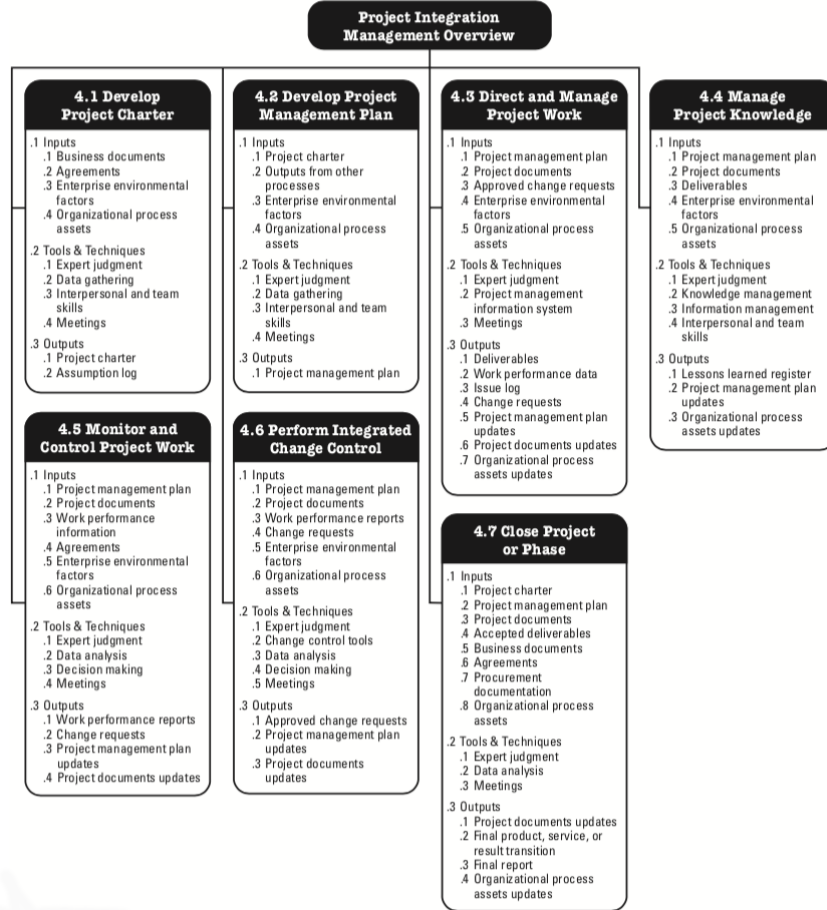 Project Integration
Management Overview
4.1 Develop
Project Charter
.1 Inputs
.1 Business documents
.2 Agreements
.3 Enterprise environmental
factors
.4 Organizational process
assets
.2 Tools & Techniques
.1 Expert judgment
.2 Data gathering
.3 Interpersonal and team
skills
.4 Meetings
.3 Outputs
.1 Project charter
.2 Assumption log
4.2 Develop Project
Management Plan
.1 Inputs
.1 Project charter
.2 Outputs from other
processes
.3 Enterprise environmental
factors
.4 Organizational process
assets
.2 Tools & Techniques
.1 Expert judgment
.2 Data gathering
.3 Interpersonal and team
skills
.4 Meetings
.3 Outputs
.1 Project management plan
4.3 Direct and Manage
Project Work
.1 Inputs
.1 Project management plan
.2 Project documents
.3 Approved change requests
.4 Enterprise environmental
factors
.5 Organizational process
assets
.2 Tools & Techniques
.1 Expert judgment
.2 Project management
information system
.3 Meetings
.3 Outputs
.1 Deliverables
.2 Work performance data
.3 Issue log
.4 Change requests
.5 Project management plan
updates
.6 Project documents updates
.7 Organizational process
assets updates
4.4 Manage
Project Knowledge
.1 Inputs
.1 Project management plan
.2 Project documents
.3 Deliverables
.4 Enterprise environmental
factors
.5 Organizational process
assets
.2 Tools & Techniques
.1 Expert judgment
.2 Knowledge management
.3 Information management
.4 Interpersonal and team
skills
.3 Outputs
.1 Lessons learned register
.2 Project management plan
updates
.3 Organizational process
assets updates
4.5 Monitor and
Control Project Work
.1 Inputs
.1 Project management plan
.2 Project documents
.3 Work performance
information
.4 Agreements
.5 Enterprise environmental
factors
.6 Organizational process
assets
.2 Tools & Techniques
.1 Expert judgment
.2 Data analysis
.3 Decision making
.4 Meetings
.3 Outputs
.1 Work performance reports
.2 Change requests
.3 Project management plan
updates
.4 Project documents updates
4.6 Perform Integrated
Change Control
.1 Inputs
.1 Project management plan
.2 Project documents
.3 Work performance reports
.4 Change requests
.5 Enterprise environmental
factors
.6 Organizational process
assets
.2 Tools & Techniques
.1 Expert judgment
.2 Change control tools
.3 Data analysis
.4 Decision making
.5 Meetings
.3 Outputs
.1 Approved change requests
.2 Project management plan
updates
.3 Project documents
updates
4.7 Close Project
or Phase
.1 Inputs
.1 Project charter
.2 Project management plan
.3 Project documents
.4 Accepted deliverables
.5 Business documents
.6 Agreements
.7 Procurement
documentation
.8 Organizational process
assets
.2 Tools & Techniques
.1 Expert judgment
.2 Data analysis
.3 Meetings
.3 Outputs
.1 Project documents updates
.2 Final product, service, or
result transition
.3 Final report
.4 Organizational process
assets updates